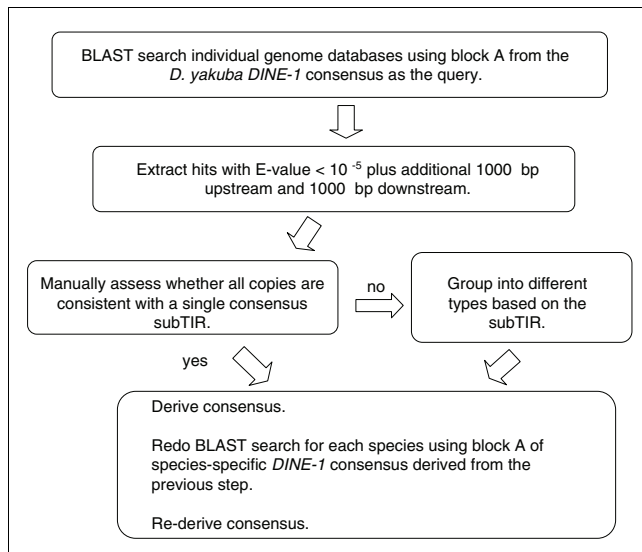 BLAST search individual genome databases using block A from the
D. yakuba DINE-1 consensus as the query.
Extract hits with E-value < 10 -5 plus additional 1000 bp
upstream and 1000 bp downstream.
Manually assess whether all copies are
consistent with a single consensus
subTIR.
no
Group into different
types based on the
subTIR.
yes
Derive consensus.
Redo BLAST search for each species using block A of
species-specific DINE-1 consensus derived from the
previous step.
Re-derive consensus.